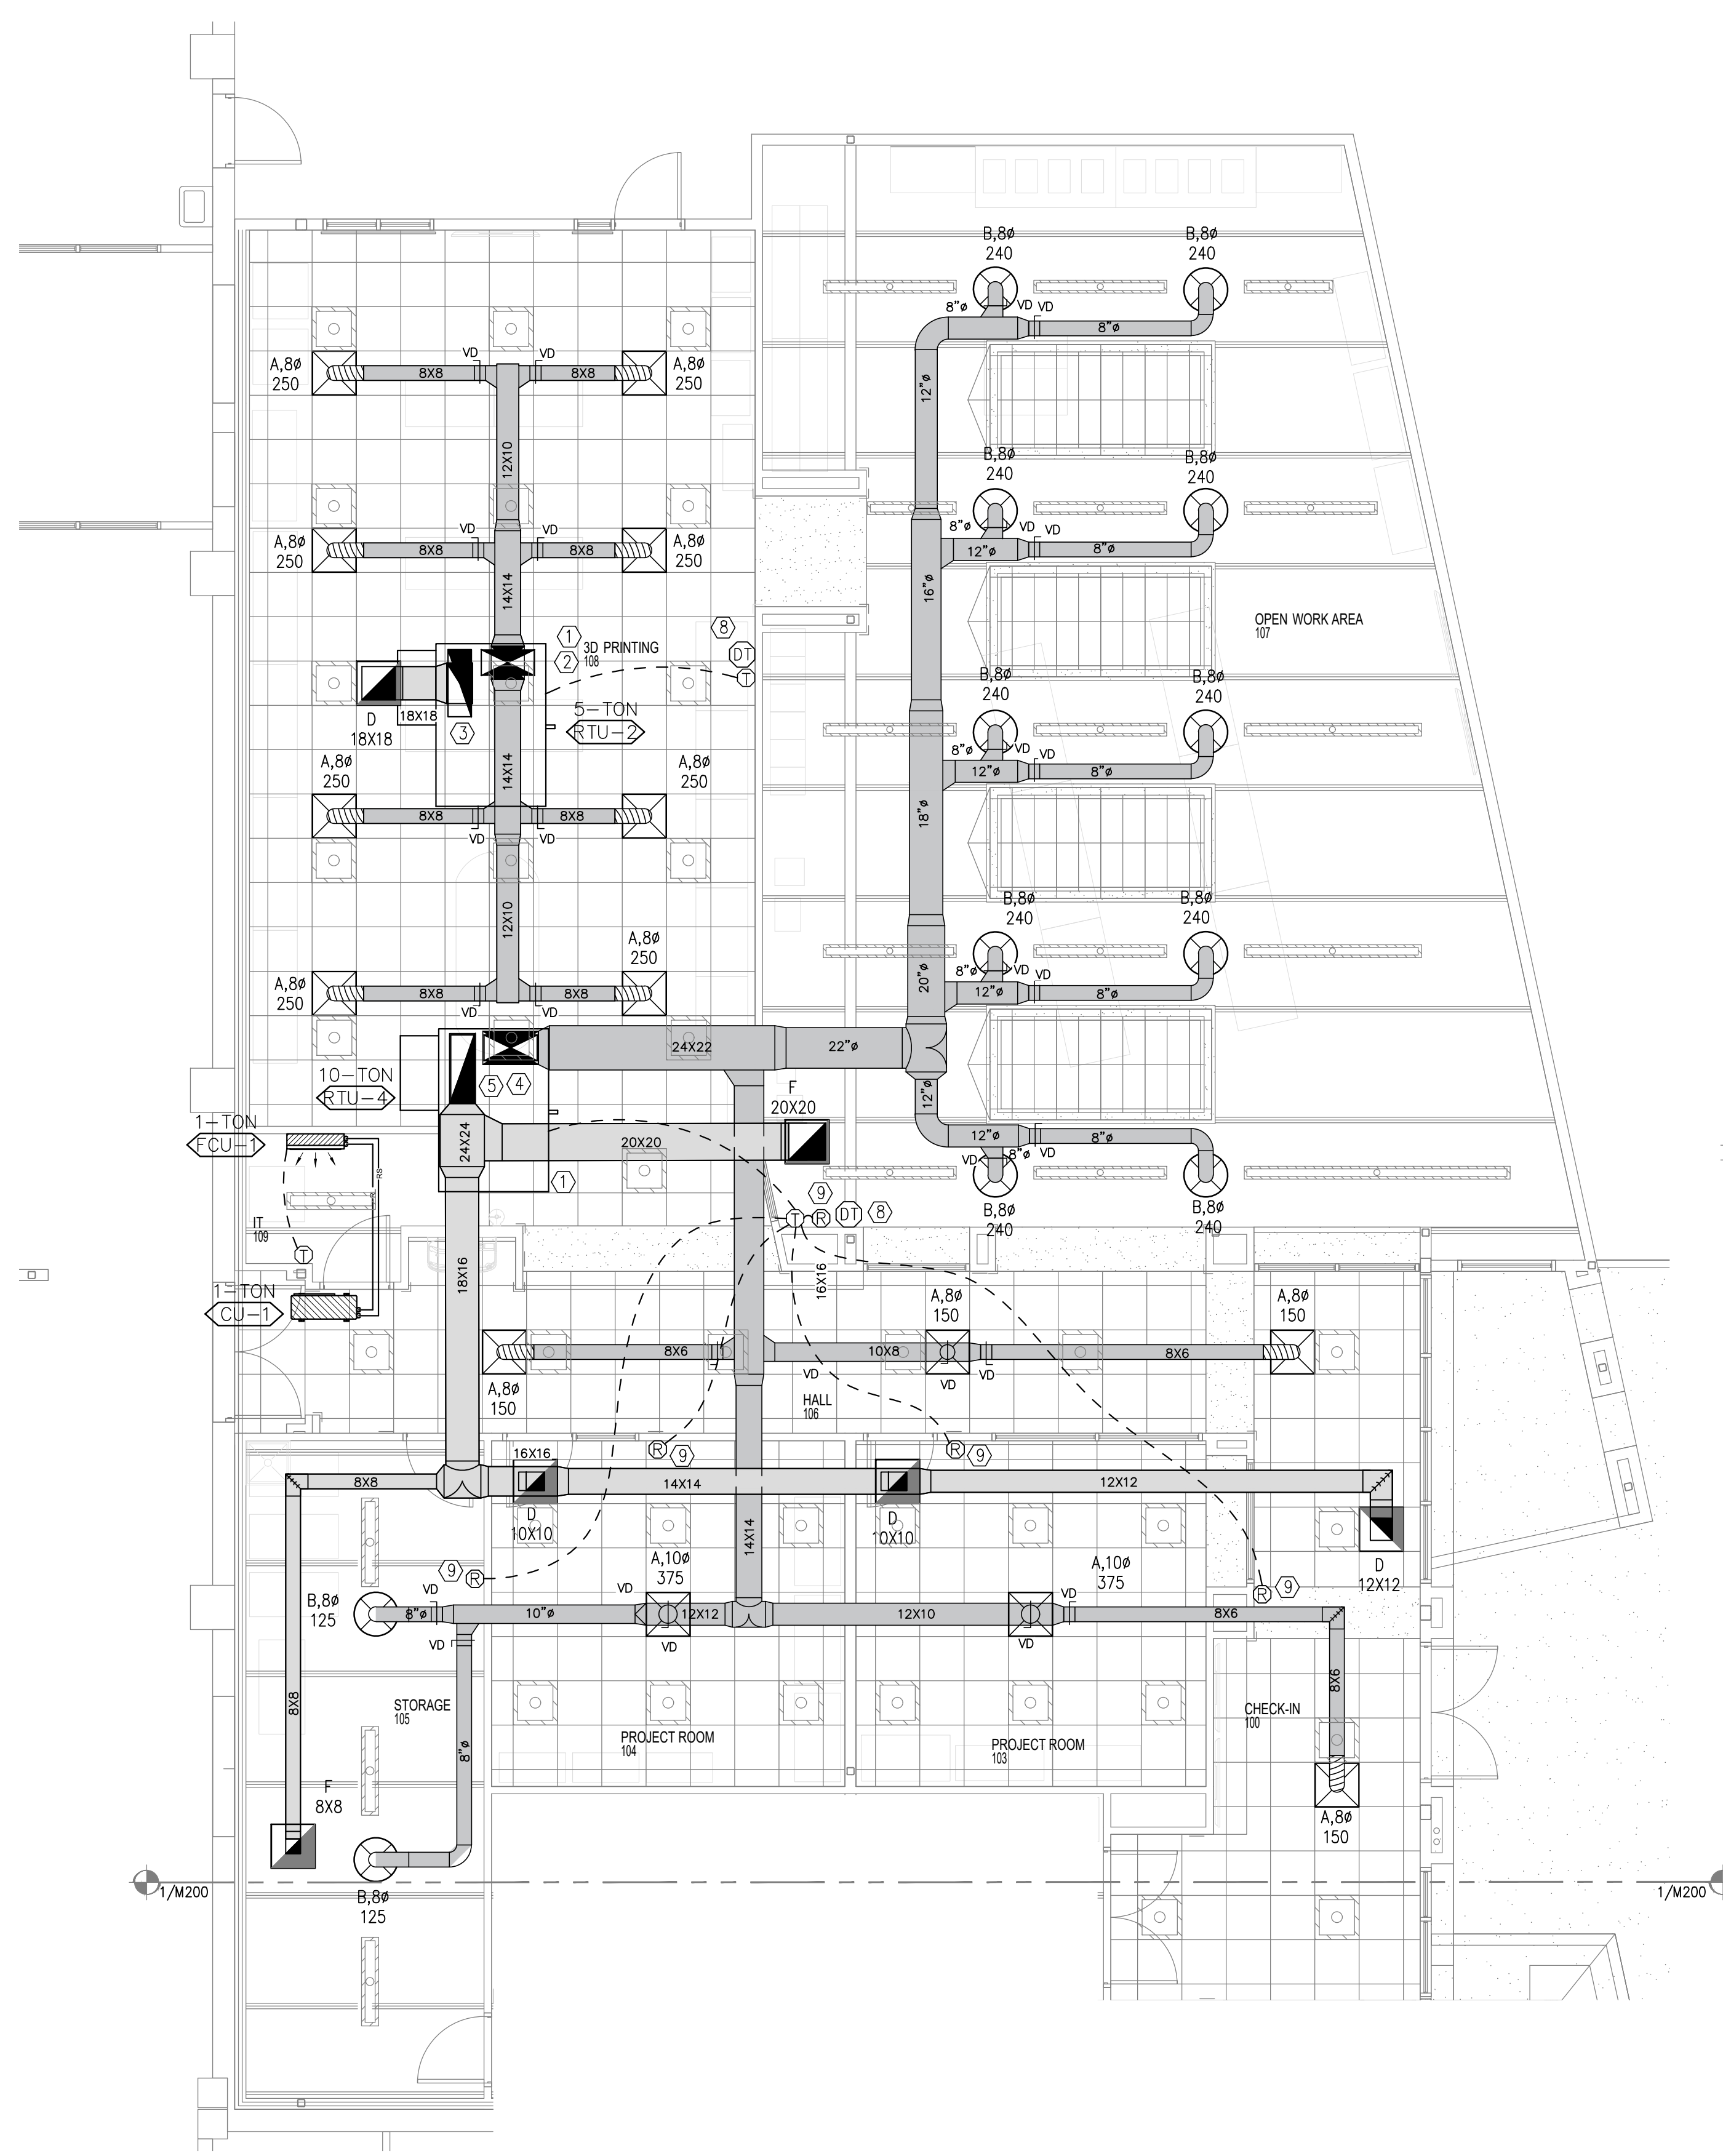 B,8ø
240
B,8ø
240
8"ø
VD
VD
8"ø
12"ø
VD
VD
A,8ø
250
8X8
8X8
A,8ø
250
12X10
B,8ø
240
B,8ø
240
VD
VD
A,8ø
250
8X8
8X8
A,8ø
250
8"ø
VD
VD
12"ø
8"ø
14X14
16"ø
OPEN WORK AREA
107
1
2
3D PRINTING
108
8
DT
T
D
18X18
18X18
3
5-TON
RTU-2
B,8ø
240
B,8ø
240
8"ø
VD
VD
12"ø
8"ø
14X14
A,8ø
250
A,8ø
250
8X8
8X8
VD
VD
18"ø
12X10
B,8ø
240
B,8ø
240
A,8ø
250
A,8ø
250
8X8
8X8
VD
VD
8"ø
VD
VD
12"ø
8"ø
20"ø
24X22
22"ø
10-TON
RTU-4
5
4
F
20X20
12"ø
1-TON
FCU-1
24X24
20X20
12"ø
8"ø
VD
8"ø
VD
RS
RL
1
9
T
R
DT
8
B,8ø
240
B,8ø
240
IT
109
T
1-TON
CU-1
18X16
16X16
A,8ø
150
A,8ø
150
8X6
10X8
8X6
VD
VD
VD
A,8ø
150
HALL
106
R
9
R
9
16X16
8X8
14X14
12X12
D
10X10
D
10X10
14X14
D
12X12
9
R
A,10ø
375
A,10ø
375
R
9
B,8ø
125
VD
8"ø
10"ø
VD
12X12
12X10
VD
8X6
VD
VD
VD
8X8
8X6
STORAGE
105
8"ø
PROJECT ROOM
104
PROJECT ROOM
103
CHECK-IN
100
F
8X8
A,8ø
150
B,8ø
125
1/M200
1/M200